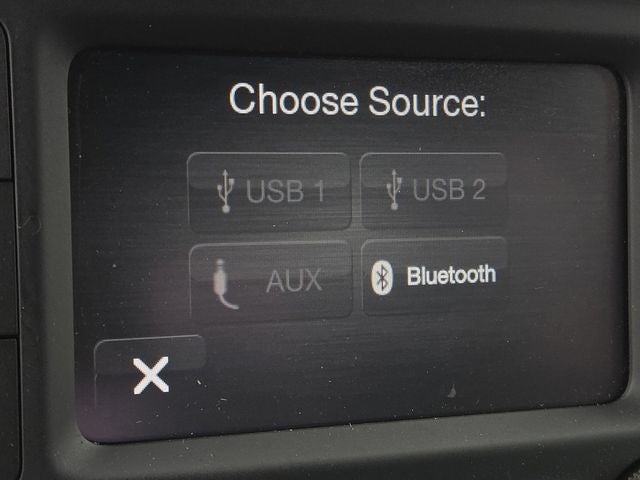 Choose Source:
USB 1
USB 2
AUX
Bluetooth